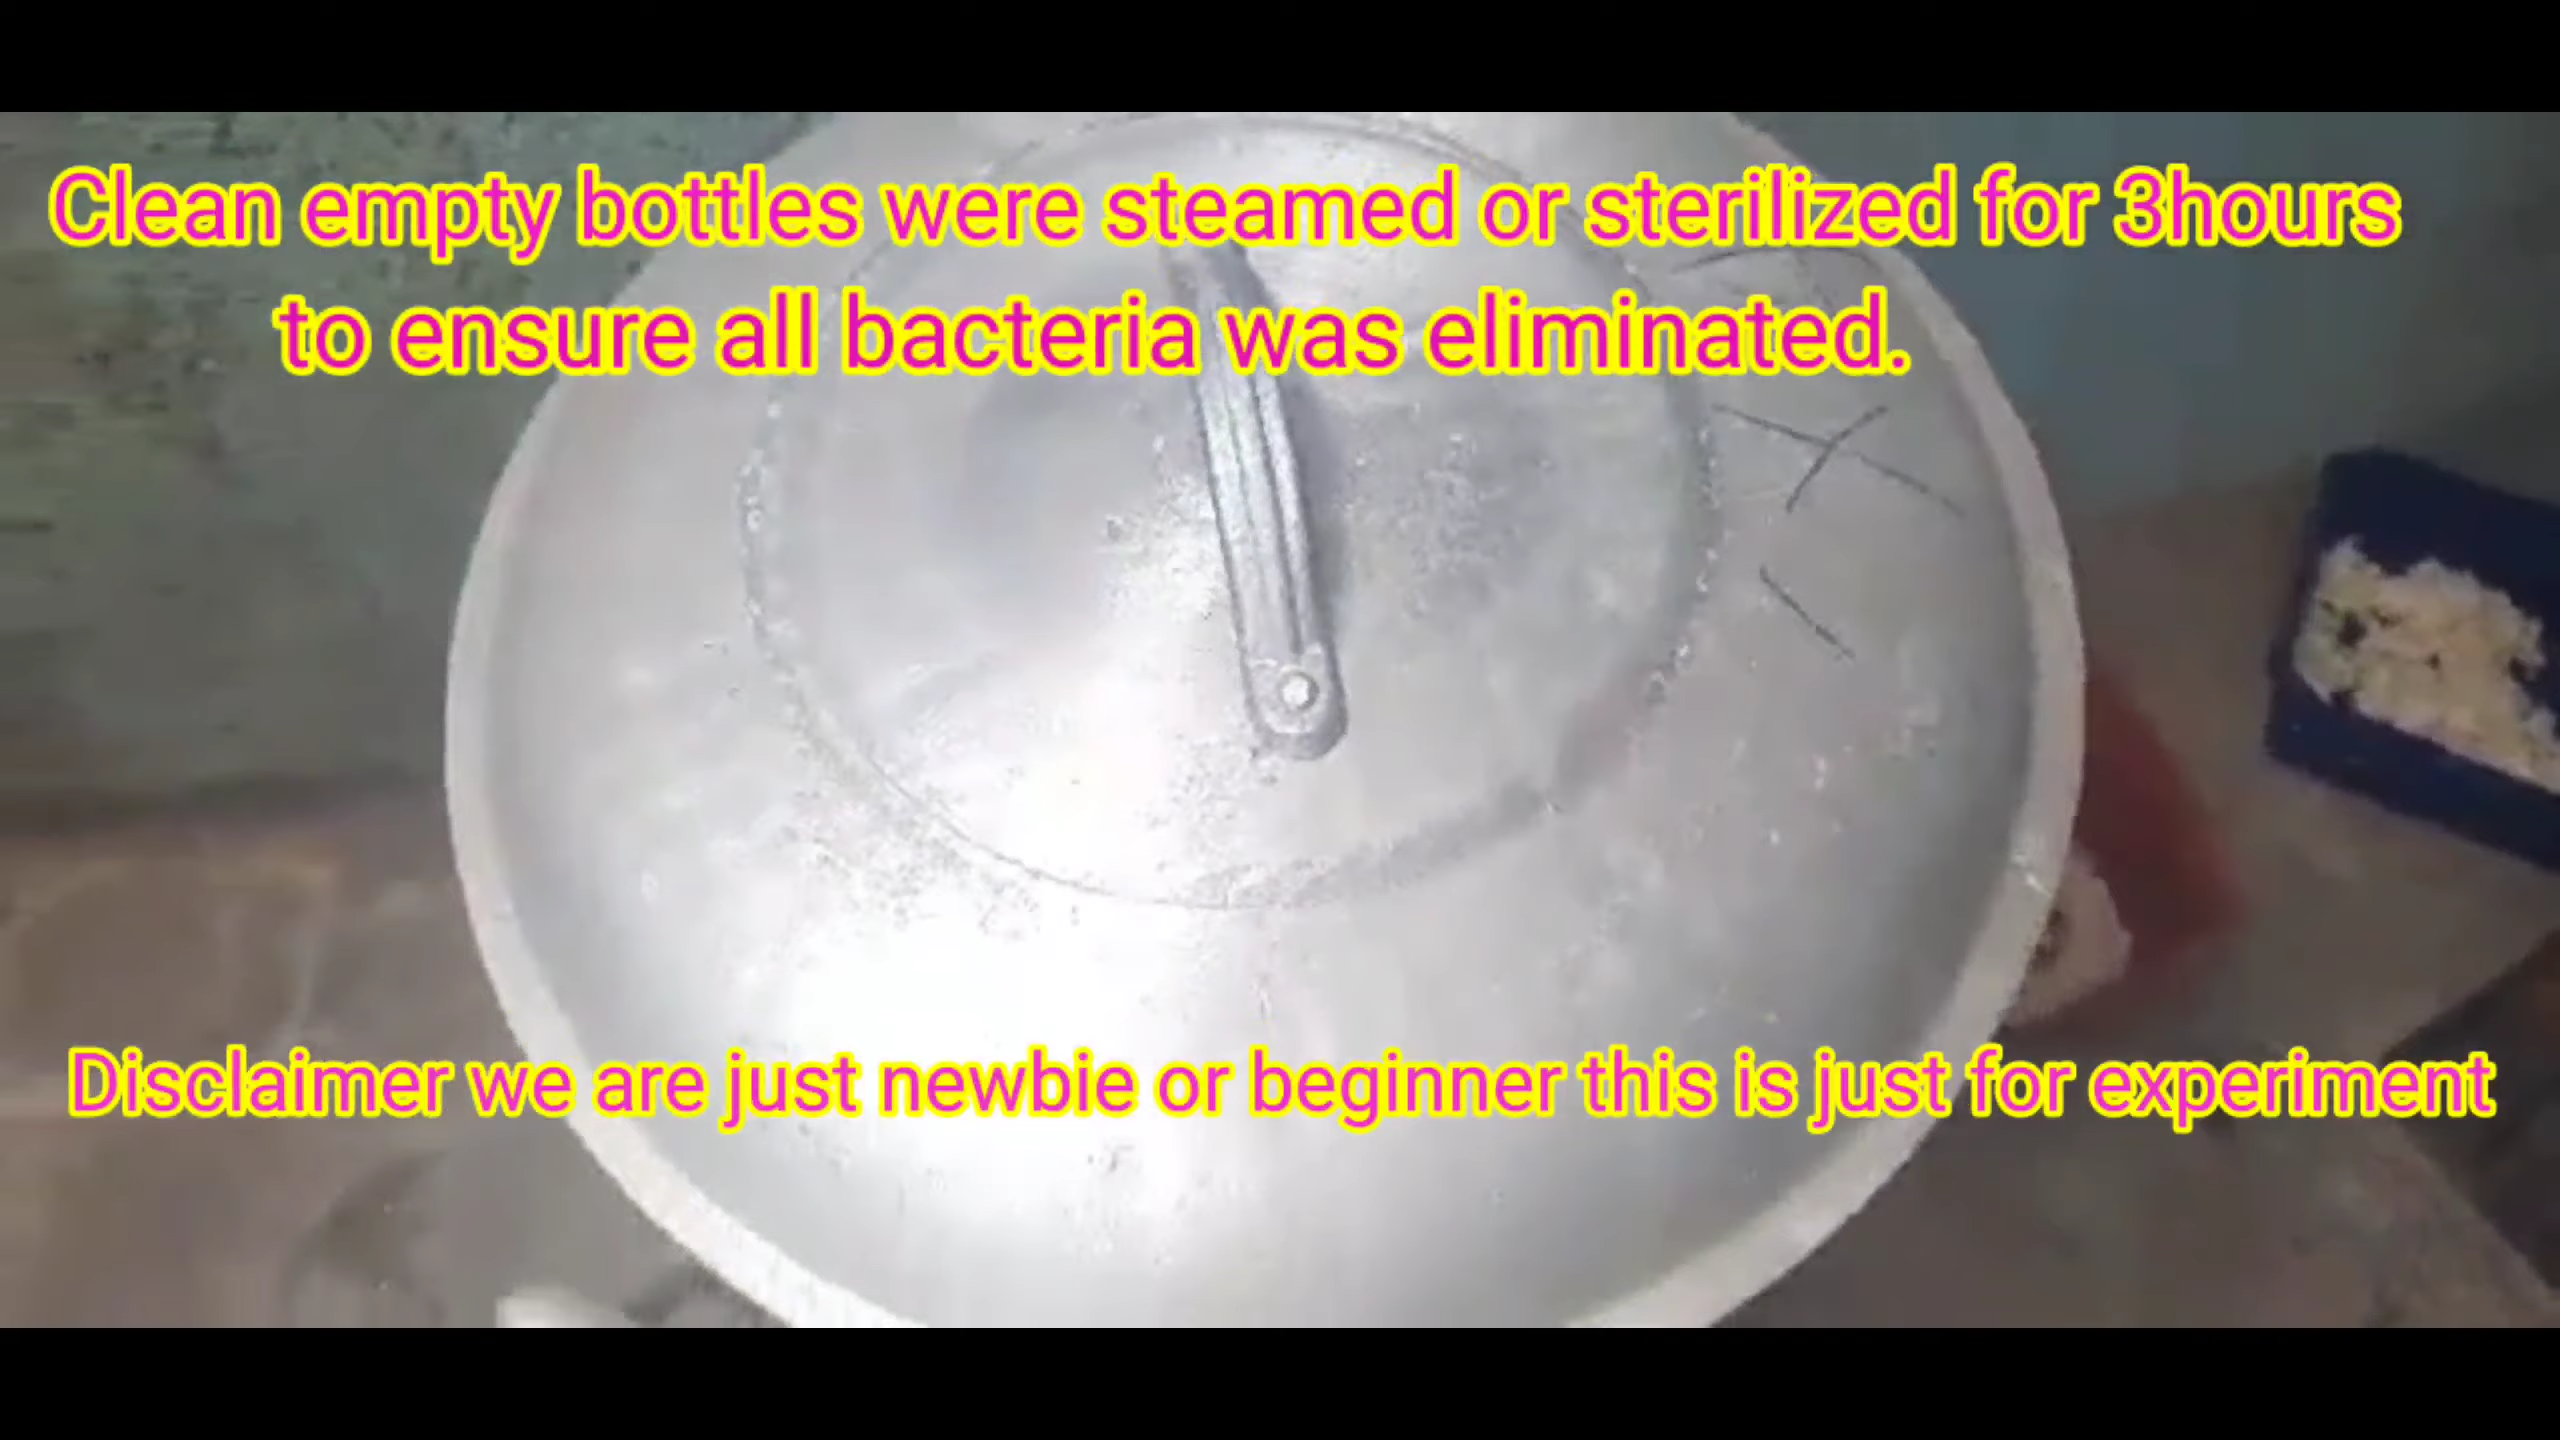 Clean empty bottles were steamed or sterilized for 3hours
to ensure all bacteria was eliminated.
Disclaimer we are just newbie or beginner this is just for experiment